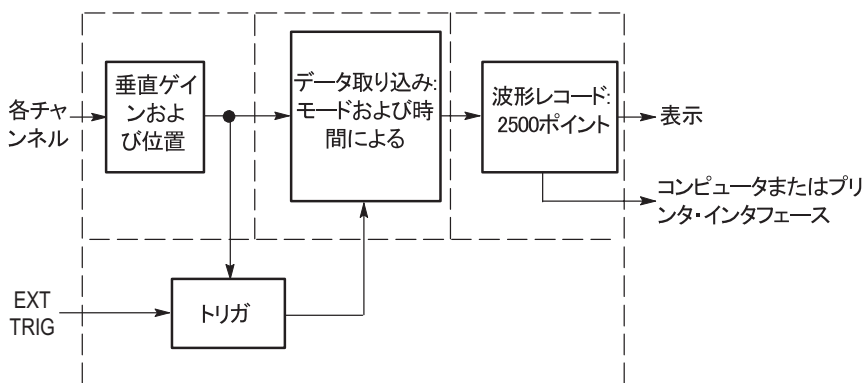 各チャ
ンネル
垂直ゲイ
ンおよ
び位置
データ取り込み:
モードおよび時
間による
波形レコード:
2500ポイント
表示
コンピュータまたはプリ
ンタ・インタフェース
EXT
TRIG
トリガ